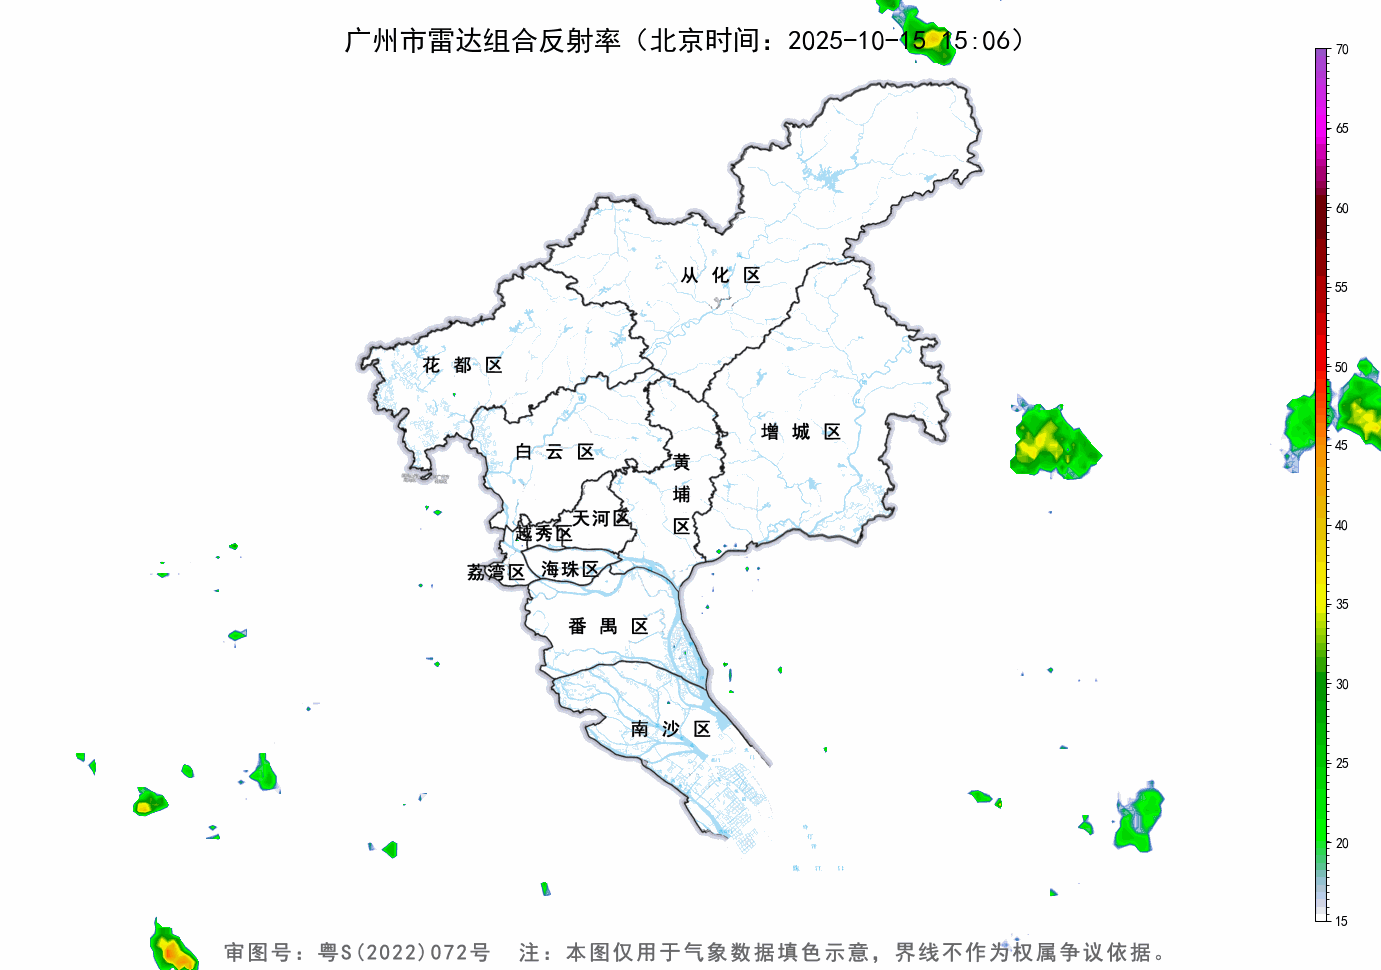 广州市雷达组合反射率（北京时间：2025-10-15 15:06）
70
65
60
55
50
45
40
35
30
25
20
15
从化区
花都区
增城区
白云区
黄埔区
天河区
越秀区
海珠区
荔湾区
番禺区
南沙区
审图号：粤S(2022)072号 注：本图仅用于气象数据填色示意，界线不作为权属争议依据。